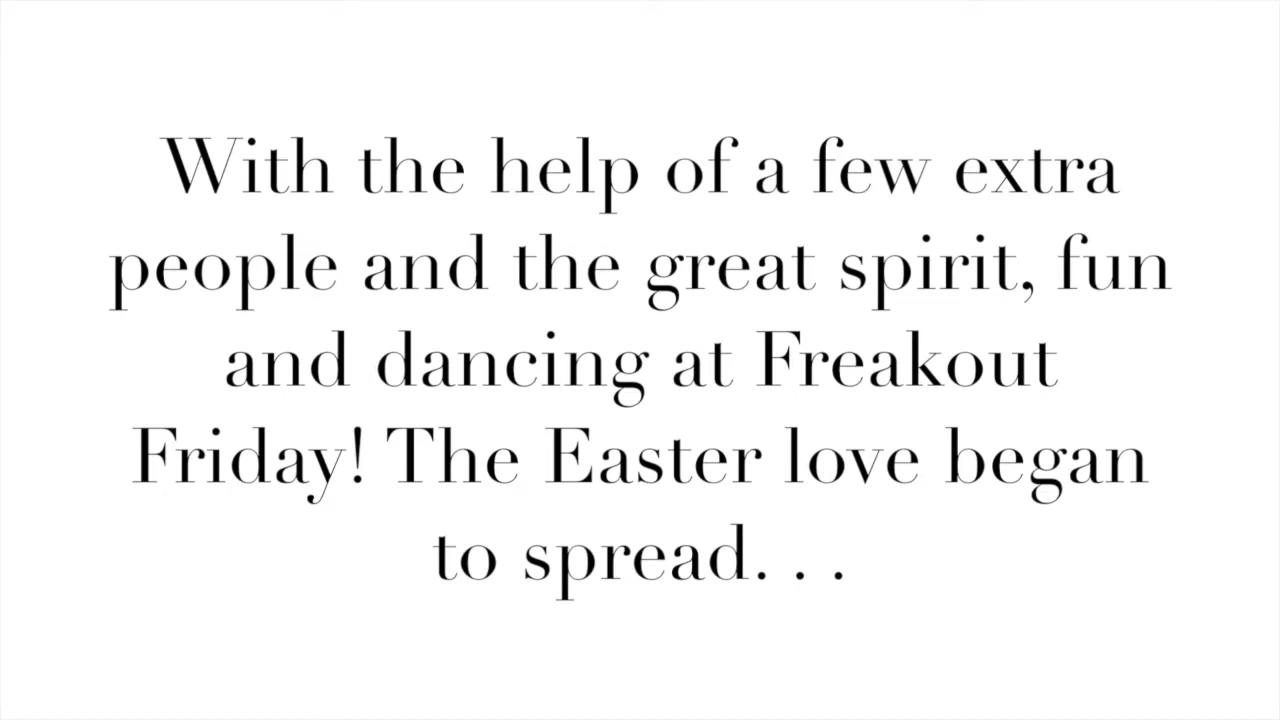 With the help of a few extra
people and the great spirit, fun
and dancing at Freakout
Friday! The Easter love began
to spread. . .